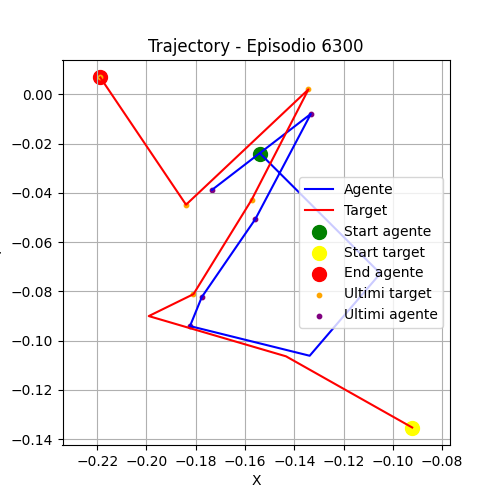 Trajectory - Episodio 6300
0.00
−0.02
−0.04
−0.06
−0.08
−0.10
−0.12
−0.14
Agente
Target
Start agente
Start target
End agente
Ultimi target
Ultimi agente
−0.22 −0.20 −0.18 −0.16 −0.14 −0.12 −0.10 −0.08
X